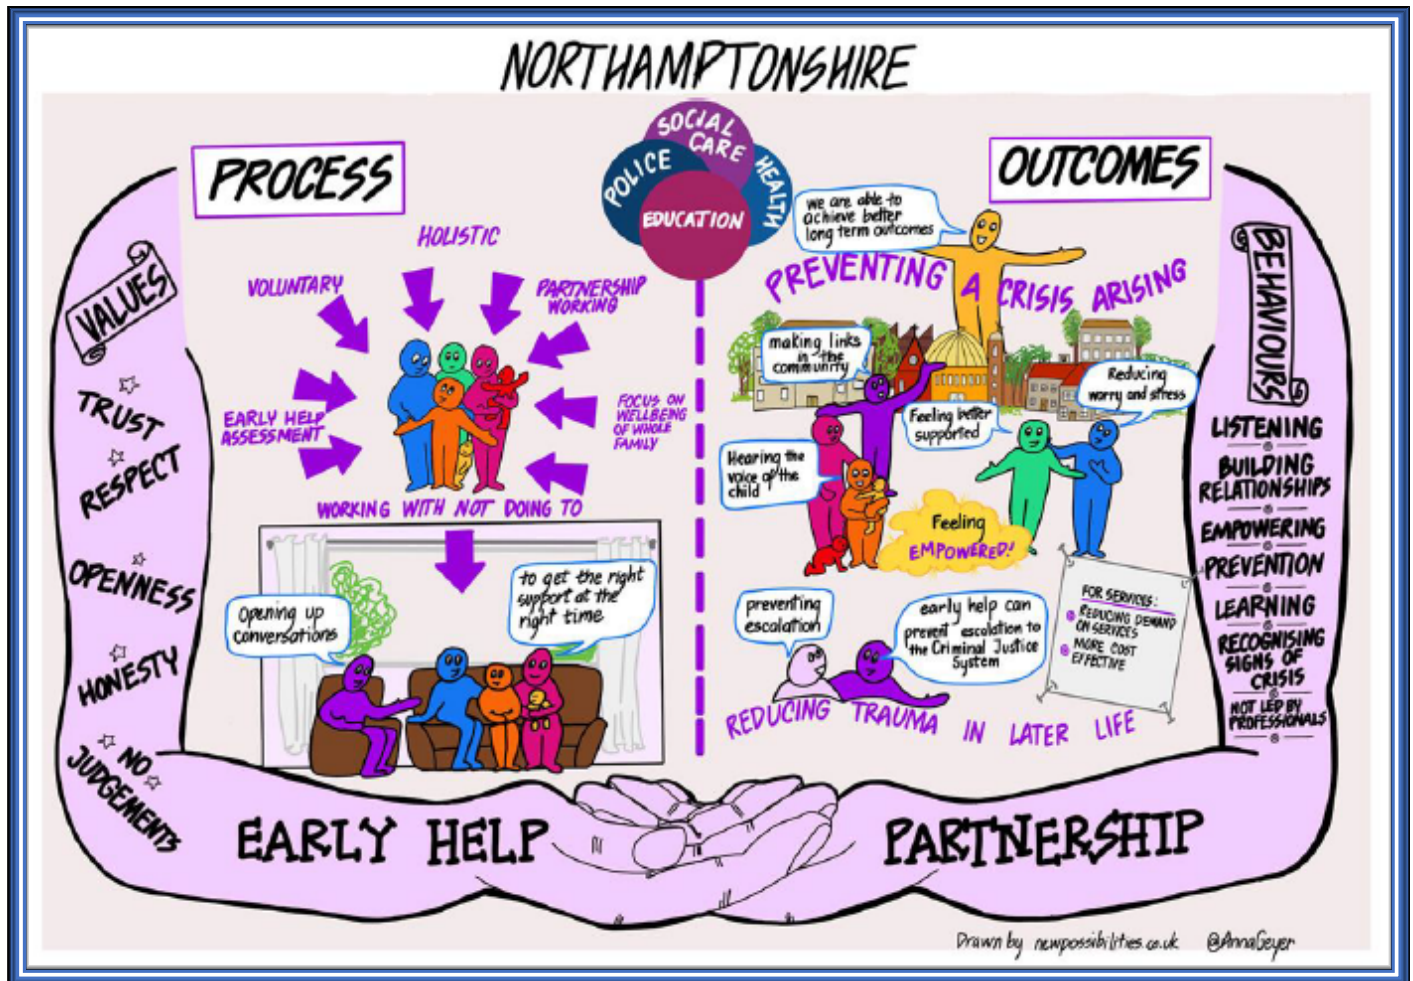 NORTHAMPTONSHIRE
SOCIAL
CARE
POLICE
HEALTH
EDUCATION
PROCESS
VALUES
TRUST
RESPECT
OPENNESS
HONESTY
NO
JUDGEMENTS
HOLISTIC
VOLUNTARY
PARTNERSHIP
WORKING
EARLY HELP
ASSESSMENT
FOCUS ON
WELLBEING
OF WHOLE
FAMILY
WORKING WITH NOT DOING TO
Opening up
conversations
to get the right
support at the
right time
OUTCOMES
we are able to
achieve better
long term outcomes
PREVENTING A CRISIS ARISING
making links
in the
community
Reducing
worry and stress
Feeling better
supported
Hearing the
voice of the
child
Feeling
EMPOWERED!
preventing
escalation
early help can
prevent escalation to
the Criminal Justice
System
FOR SERVICES:
REDUCING DEMAND
ON SERVICES
MORE COST
EFFECTIVE
REDUCING TRAUMA IN LATER LIFE
BEHAVIOURS
LISTENING
BUILDING
RELATIONSHIPS
EMPOWERING
PREVENTION
LEARNING
RECOGNISING
SIGNS OF
CRISIS
NOT LED BY
PROFESSIONALS
EARLY HELP PARTNERSHIP
Drawn by newpossibilities.co.uk @AnnaGeyer